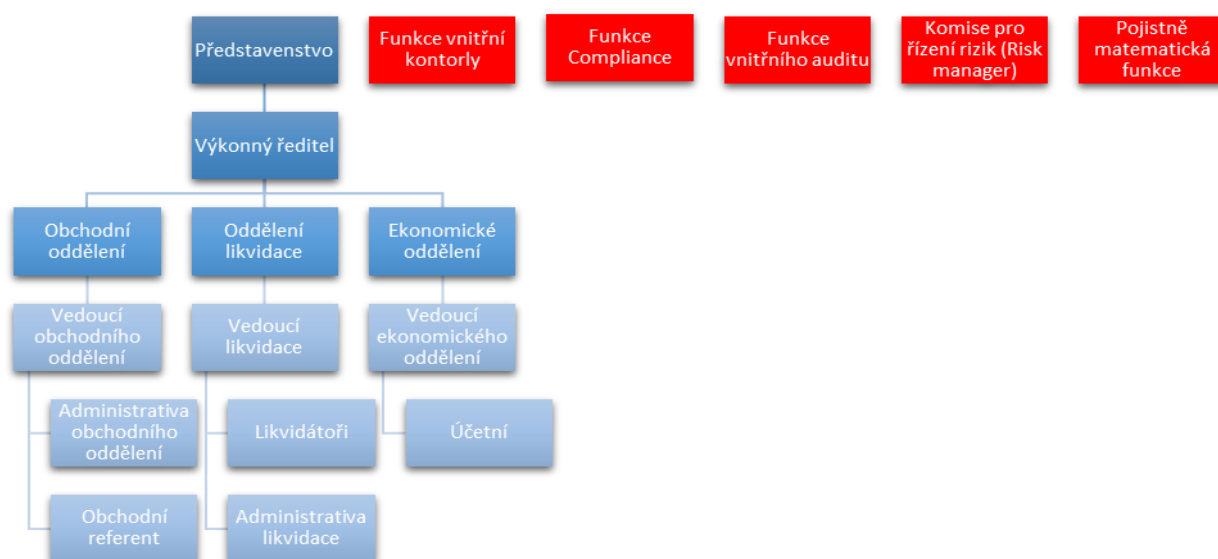 Představenstvo
Funkce vnitřní
kontorly
Funkce
Compliance
Funkce
vnitřního auditu
Komise pro
řízení rizik (Risk
manager)
Pojistně
matematická
funkce
Výkonný ředitel
Obchodní
oddělení
Oddělení
likvidace
Ekonomické
oddělení
Vedoucí
obchodního
oddělení
Vedoucí
likvidace
Vedoucí
ekonomického
oddělení
Administrativa
obchodního
oddělení
Likvidátoři
Účetní
Obchodní
referent
Administrativa
likvidace